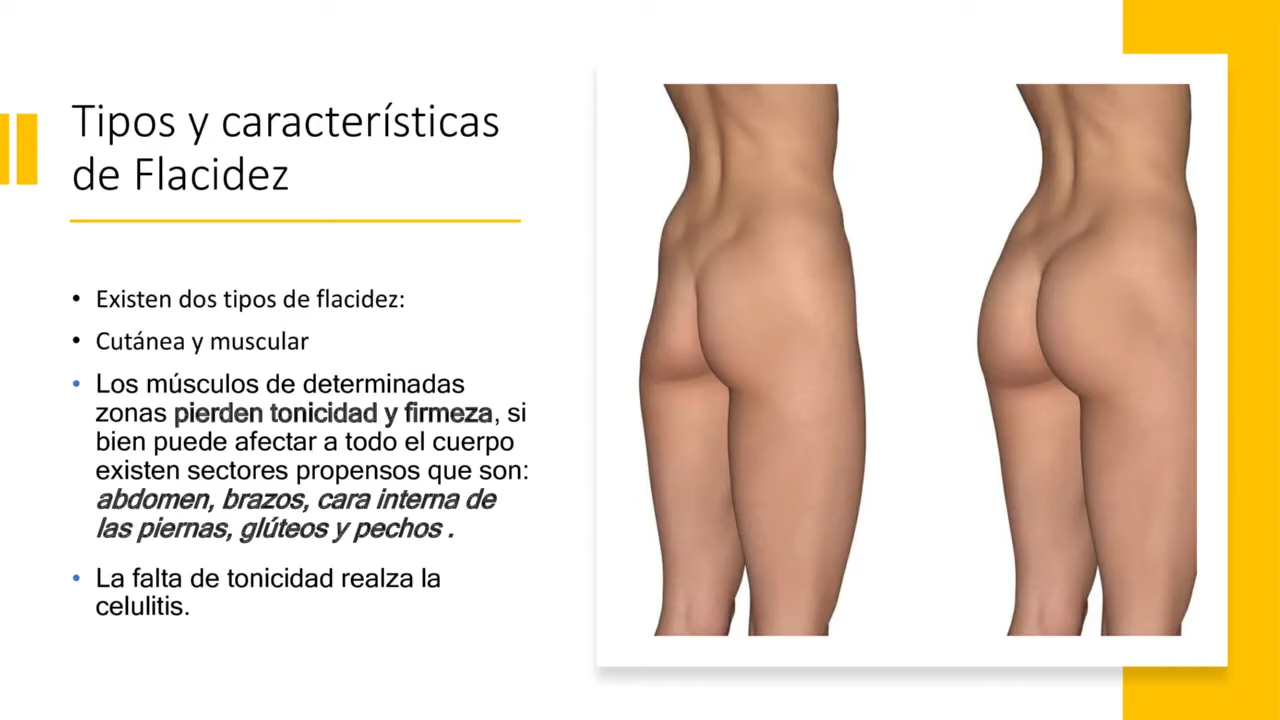 Tipos y características
de Flacidez
• Existen dos tipos de flacidez:
• Cutánea y muscular
• Los músculos de determinadas
zonas pierden tonicidad y firmeza, si
bien puede afectar a todo el cuerpo
existen sectores propensos que son:
abdomen, brazos, cara interna de
las piernas, glúteos y pechos .
• La falta de tonicidad realza la
celulitis.